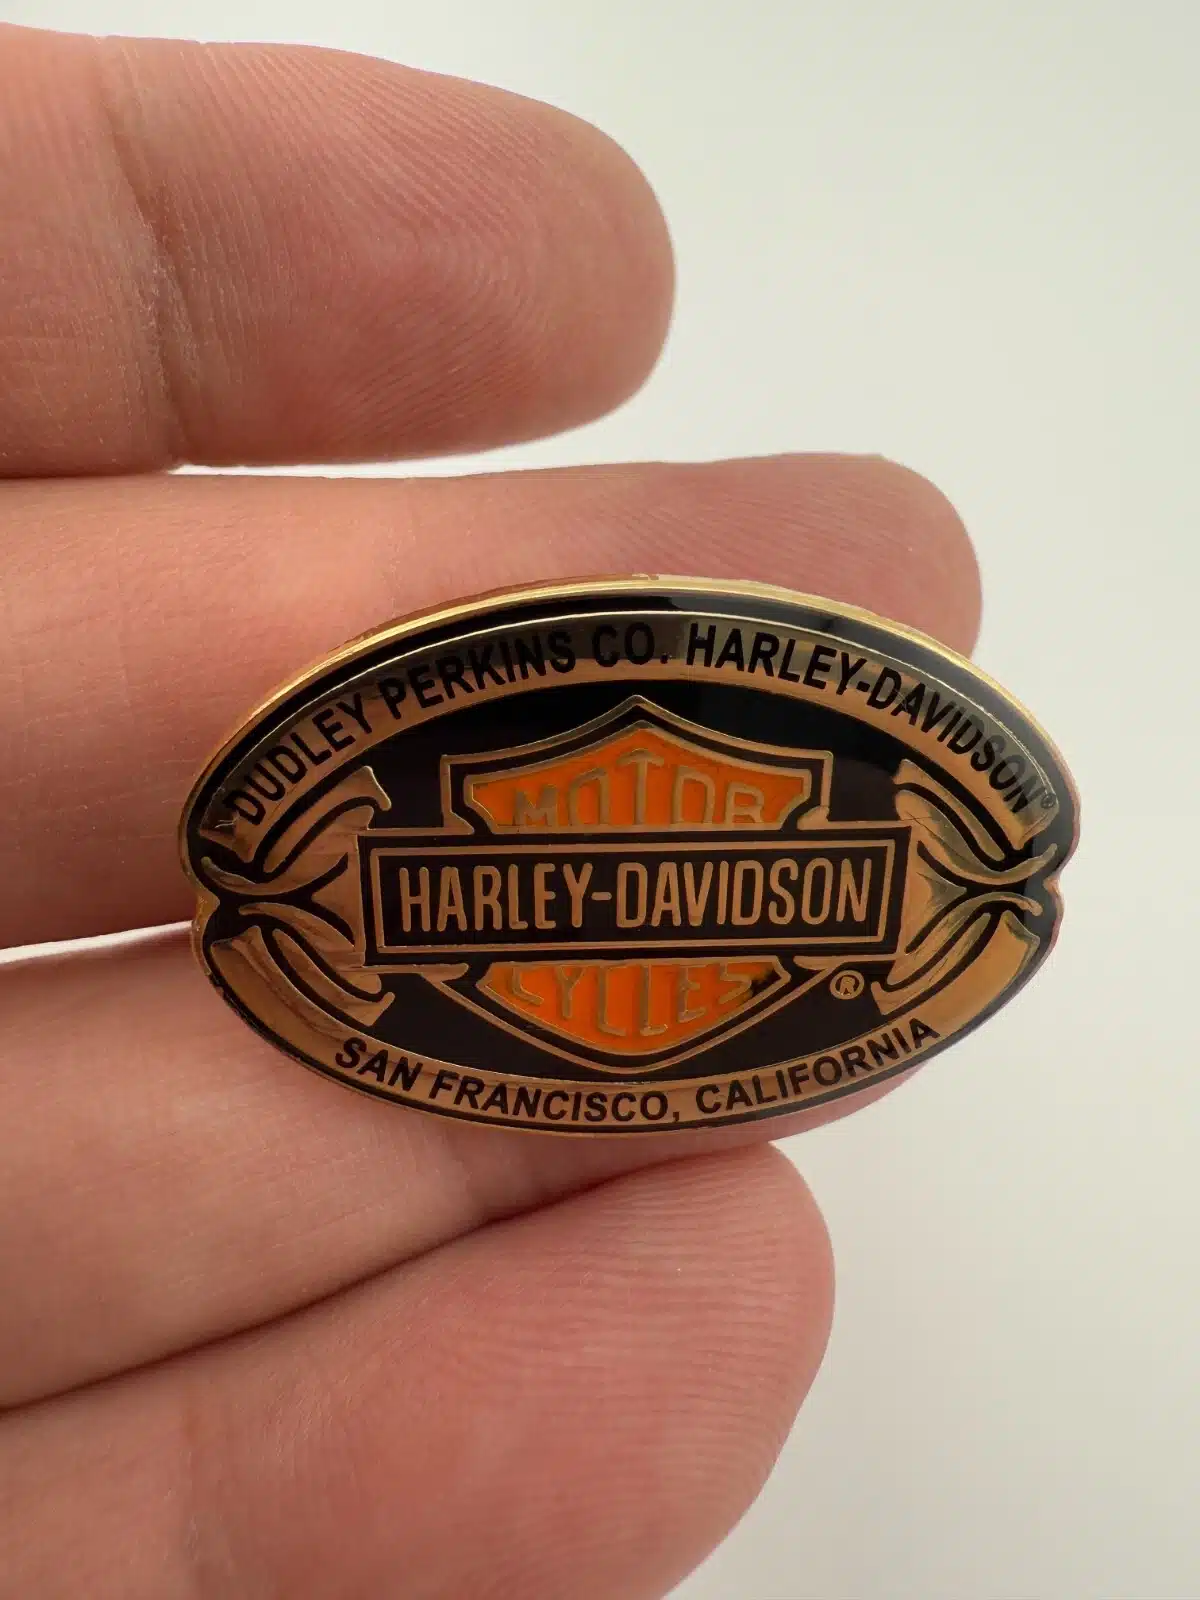 DUDLEY PERKINS CO. HARLEY-DAVIDSON®
MOTOR
HARLEY-DAVIDSON
CYCLES
®
SAN FRANCISCO, CALIFORNIA